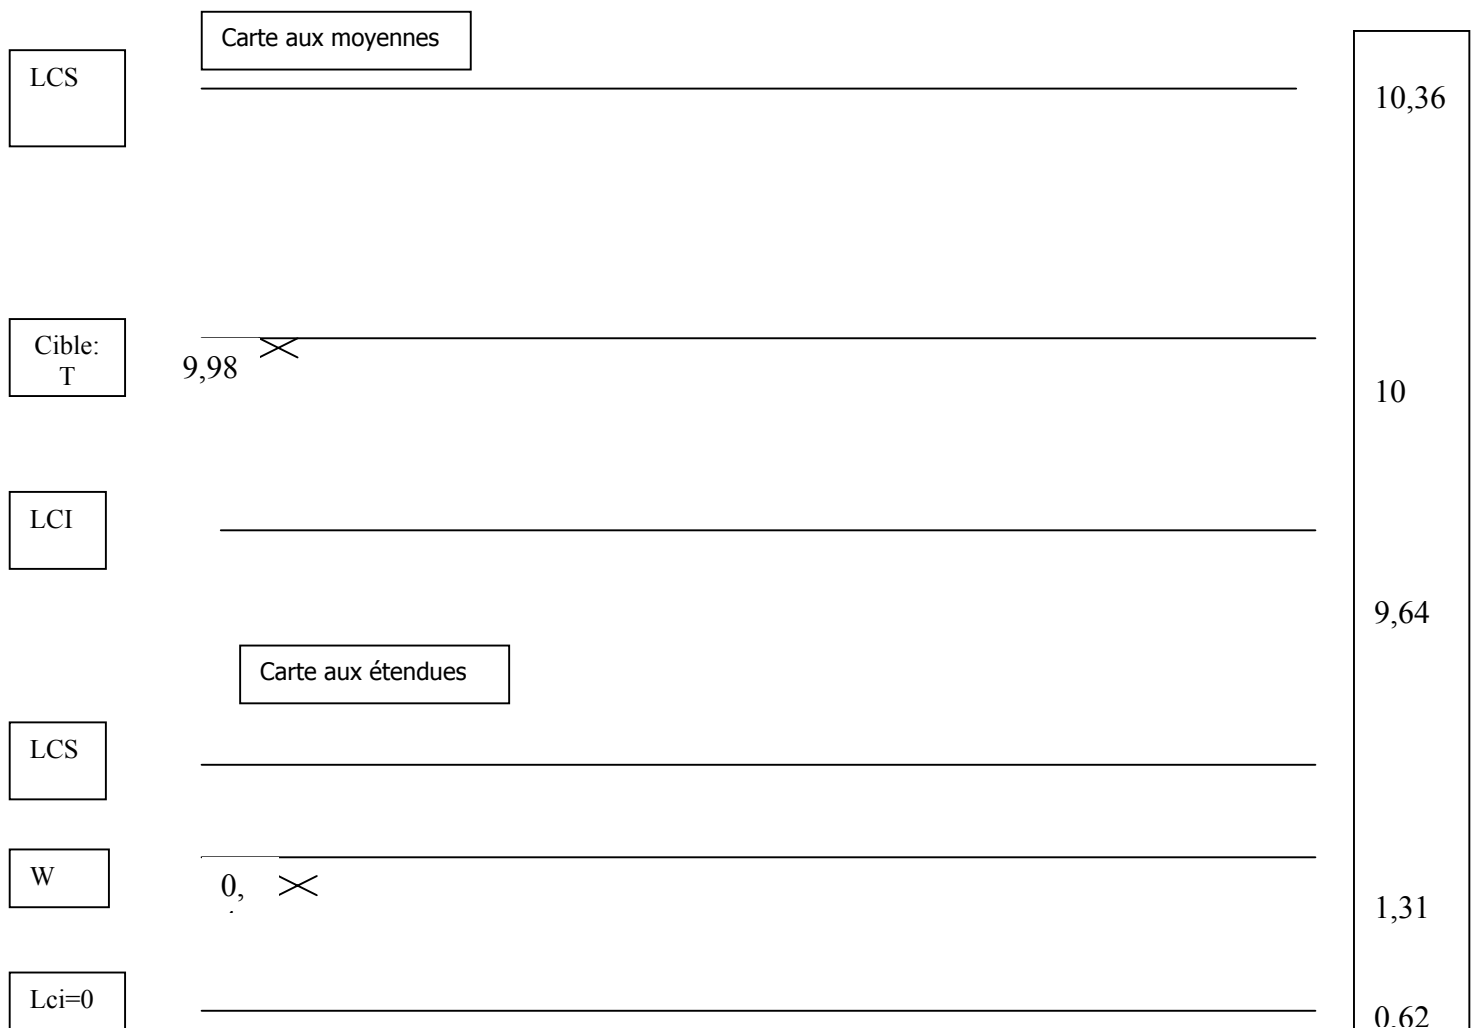 Carte aux moyennes
LCS
10,36
Cible:
T
9,98
10
LCI
9,64
Carte aux étendues
LCS
W
0,
1,31
Lci=0
0,62